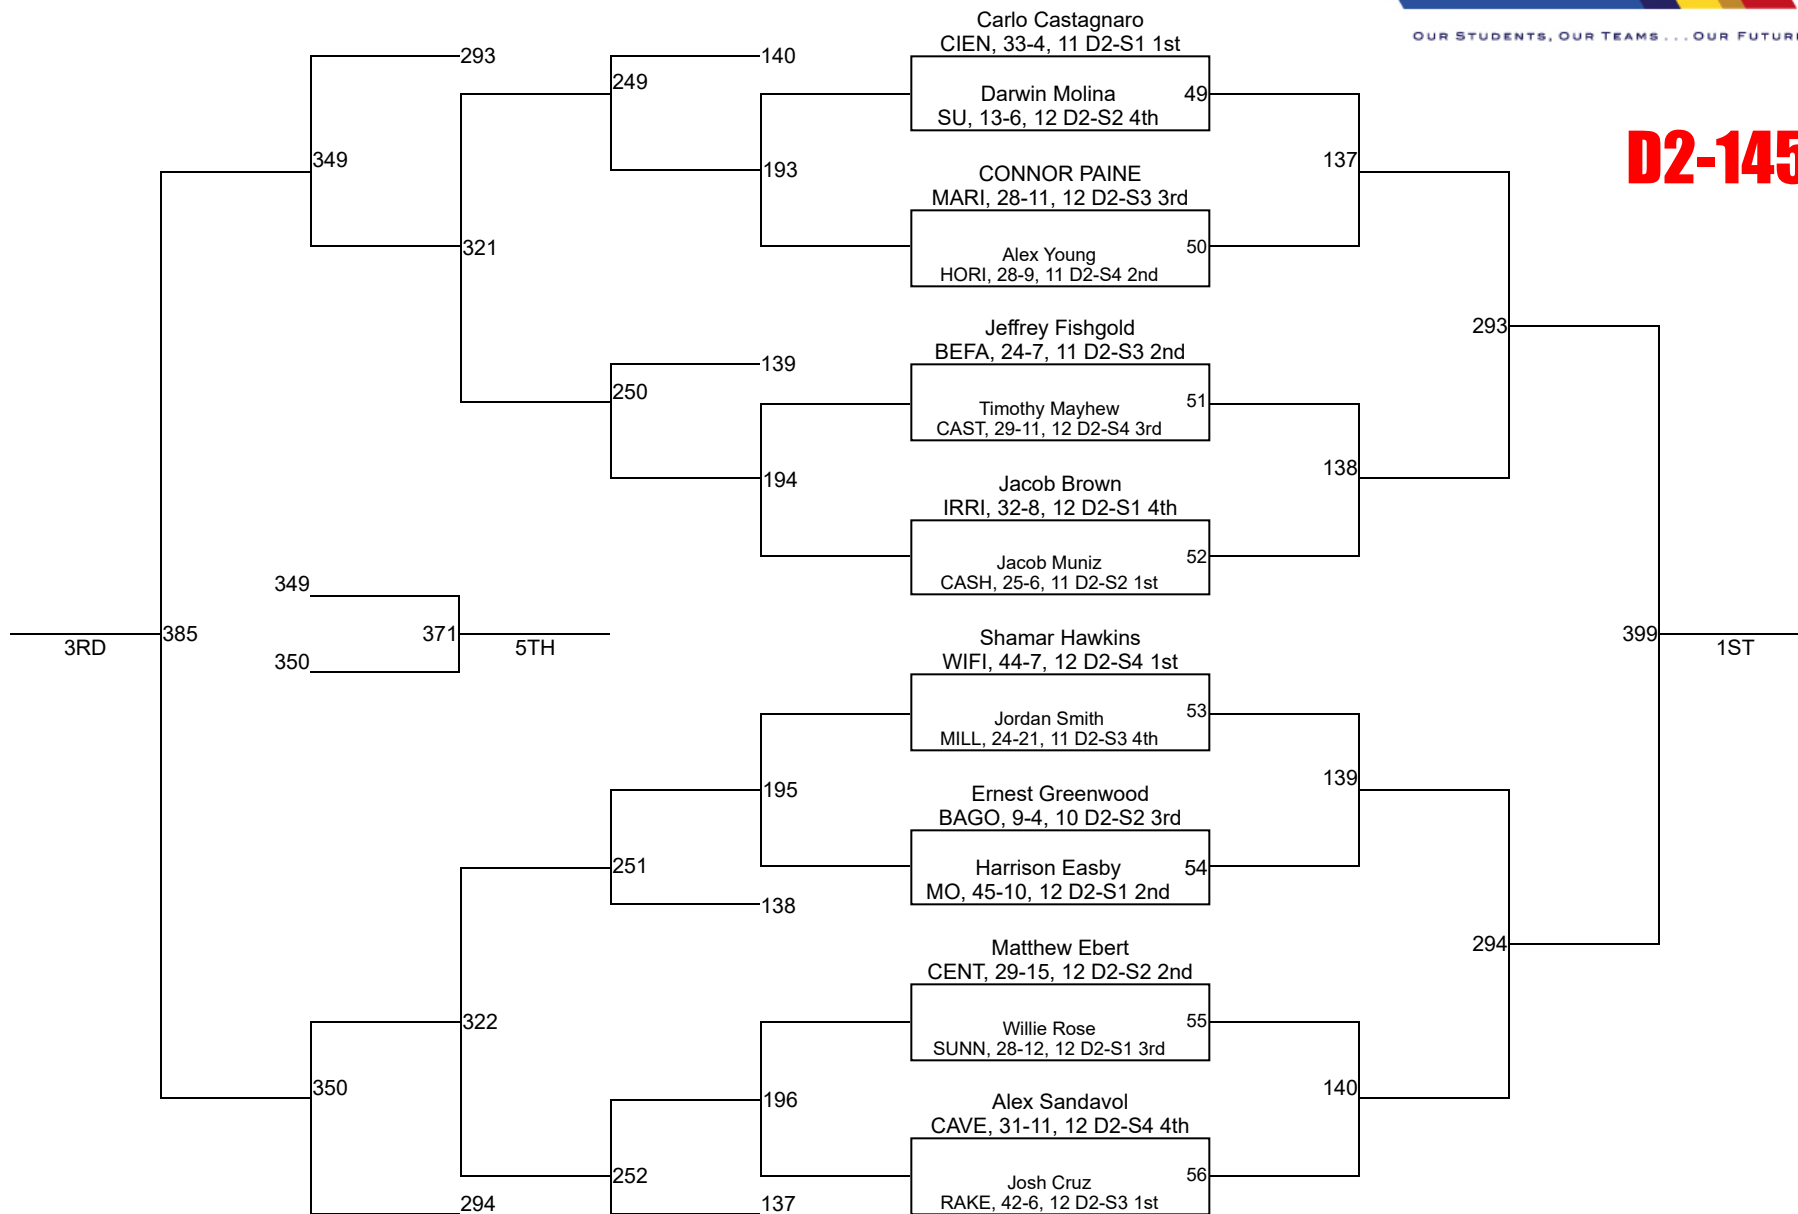 OUR STUDENTS, OUR TEAMS . . . OUR FUTURE
D2-145
Carlo Castagnaro
CIEN, 33-4, 11 D2-S1 1st
Darwin Molina
SU, 13-6, 12 D2-S2 4th
49
CONNOR PAINE
MARI, 28-11, 12 D2-S3 3rd
Alex Young
HORI, 28-9, 11 D2-S4 2nd
50
Jeffrey Fishgold
BEFA, 24-7, 11 D2-S3 2nd
Timothy Mayhew
CAST, 29-11, 12 D2-S4 3rd
51
Jacob Brown
IRRI, 32-8, 12 D2-S1 4th
Jacob Muniz
CASH, 25-6, 11 D2-S2 1st
52
Shamar Hawkins
WIFI, 44-7, 12 D2-S4 1st
Jordan Smith
MILL, 24-21, 11 D2-S3 4th
53
Ernest Greenwood
BAGO, 9-4, 10 D2-S2 3rd
Harrison Easby
MO, 45-10, 12 D2-S1 2nd
54
Matthew Ebert
CENT, 29-15, 12 D2-S2 2nd
Willie Rose
SUNN, 28-12, 12 D2-S1 3rd
55
Alex Sandavol
CAVE, 31-11, 12 D2-S4 4th
Josh Cruz
RAKE, 42-6, 12 D2-S3 1st
56
137
138
139
140
293
294
399
1ST
140
193
139
194
195
138
196
137
249
250
251
252
293
321
322
294
349
350
349
350
371
5TH
385
3RD